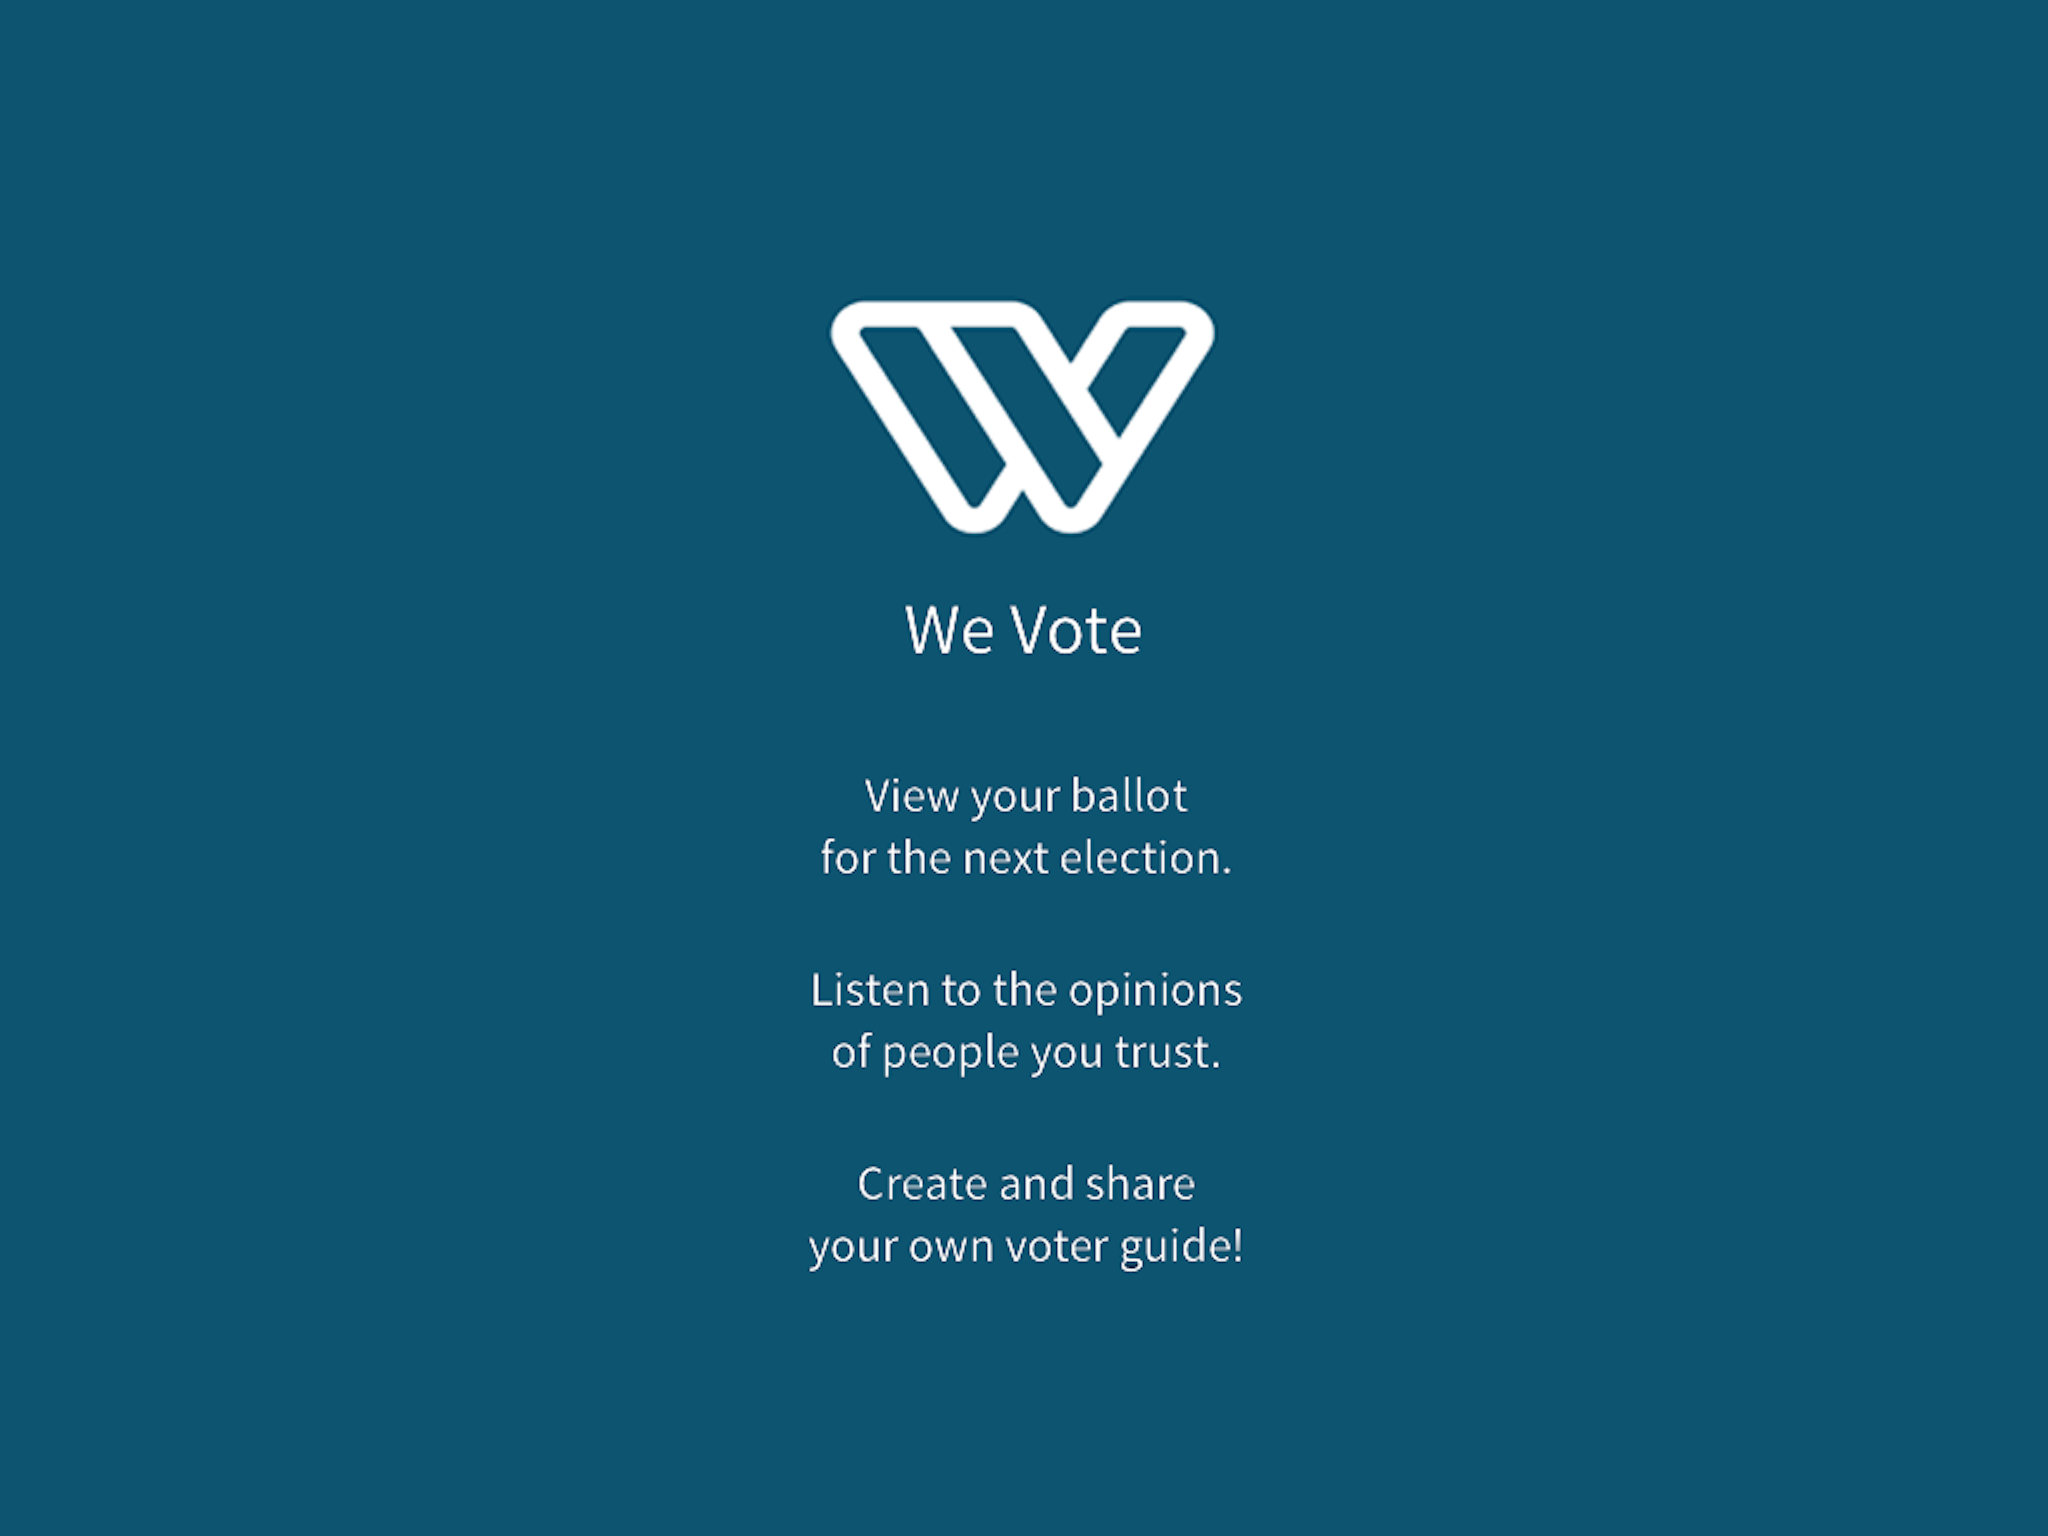 We Vote
View your ballot
for the next election.
Listen to the opinions
of people you trust.
Create and share
your own voter guide!